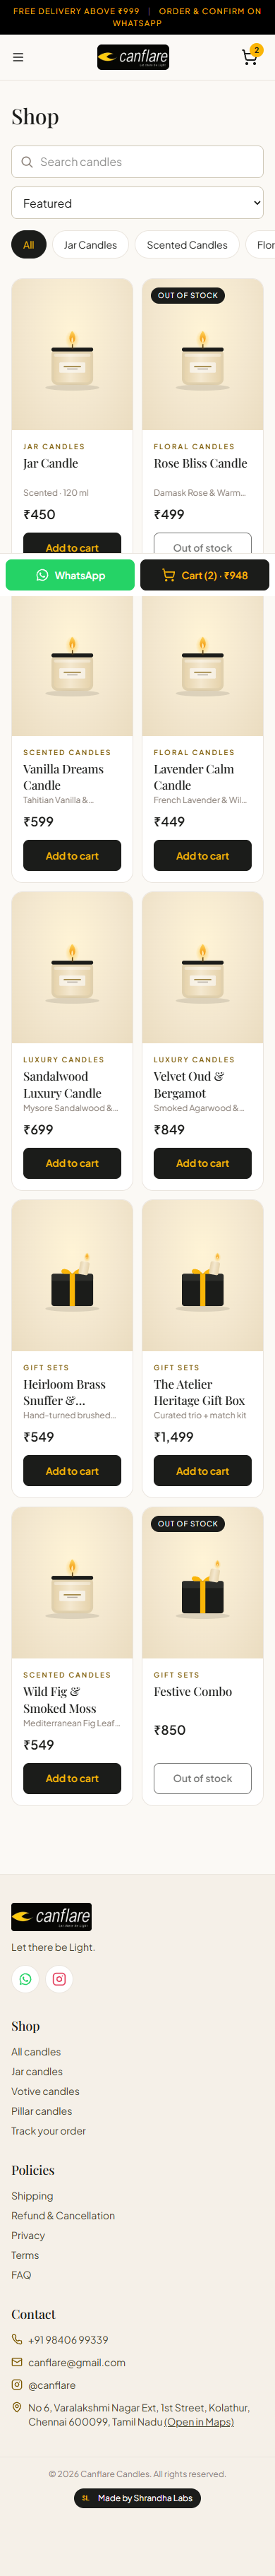 FREE DELIVERY ABOVE ₹999 | ORDER & CONFIRM ON
WHATSAPP
canflare
Let there be Light
2
Shop
Search candles
Featured
All
Jar Candles
Scented Candles
Flor
OUT OF STOCK
JAR CANDLES
Jar Candle
Scented · 120 ml
₹450
Add to cart
FLORAL CANDLES
Rose Bliss Candle
Damask Rose & Warm…
₹499
Out of stock
WhatsApp
Cart (2) · ₹948
SCENTED CANDLES
Vanilla Dreams
Candle
Tahitian Vanilla &…
₹599
Add to cart
FLORAL CANDLES
Lavender Calm
Candle
French Lavender & Wil…
₹449
Add to cart
LUXURY CANDLES
Sandalwood
Luxury Candle
Mysore Sandalwood &…
₹699
Add to cart
LUXURY CANDLES
Velvet Oud &
Bergamot
Smoked Agarwood &…
₹849
Add to cart
GIFT SETS
Heirloom Brass
Snuffer &…
Hand-turned brushed…
₹549
Add to cart
GIFT SETS
The Atelier
Heritage Gift Box
Curated trio + match kit
₹1,499
Add to cart
SCENTED CANDLES
Wild Fig &
Smoked Moss
Mediterranean Fig Leaf…
₹549
Add to cart
OUT OF STOCK
GIFT SETS
Festive Combo
₹850
Out of stock
canflare
Let there be Light
Let there be Light.
Shop
All candles
Jar candles
Votive candles
Pillar candles
Track your order
Policies
Shipping
Refund & Cancellation
Privacy
Terms
FAQ
Contact
+91 98406 99339
canflare@gmail.com
@canflare
No 6, Varalakshmi Nagar Ext, 1st Street, Kolathur,
Chennai 600099, Tamil Nadu (Open in Maps)
© 2026 Canflare Candles. All rights reserved.
SL Made by Shrandha Labs